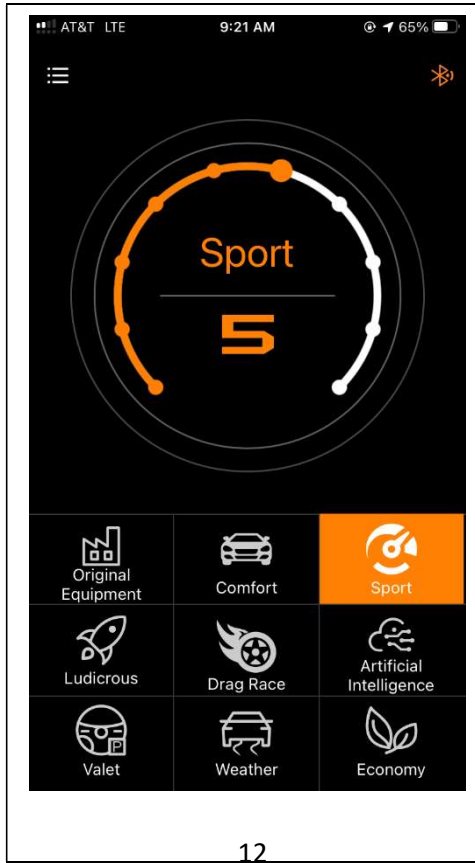 AT&T LTE 9:21 AM 65%
Sport
5
Original
Equipment
Comfort
Sport
Ludicrous
Drag Race
Artificial
Intelligence
Valet
P
Weather
Economy
12